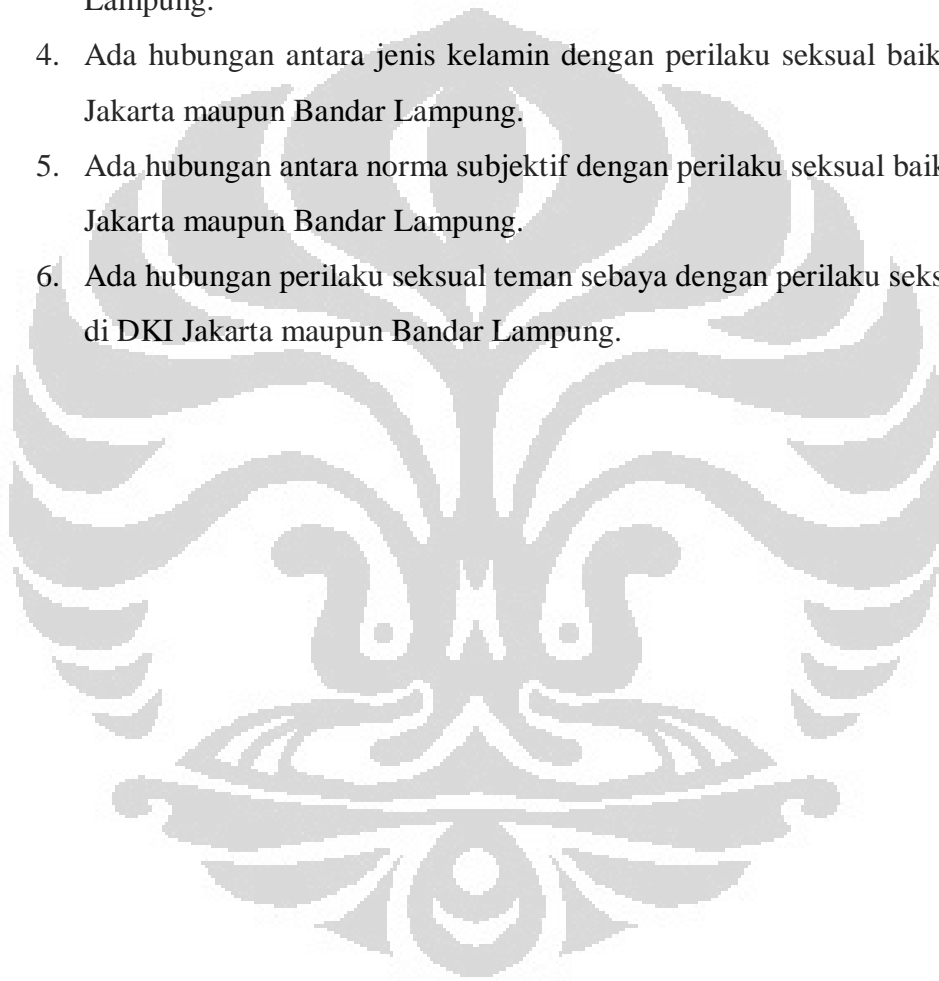 Lampung.
4. Ada hubungan antara jenis kelamin dengan perilaku seksual baik
Jakarta maupun Bandar Lampung.
5. Ada hubungan antara norma subjektif dengan perilaku seksual baik
Jakarta maupun Bandar Lampung.
6. Ada hubungan perilaku seksual teman sebaya dengan perilaku seks
di DKI Jakarta maupun Bandar Lampung.